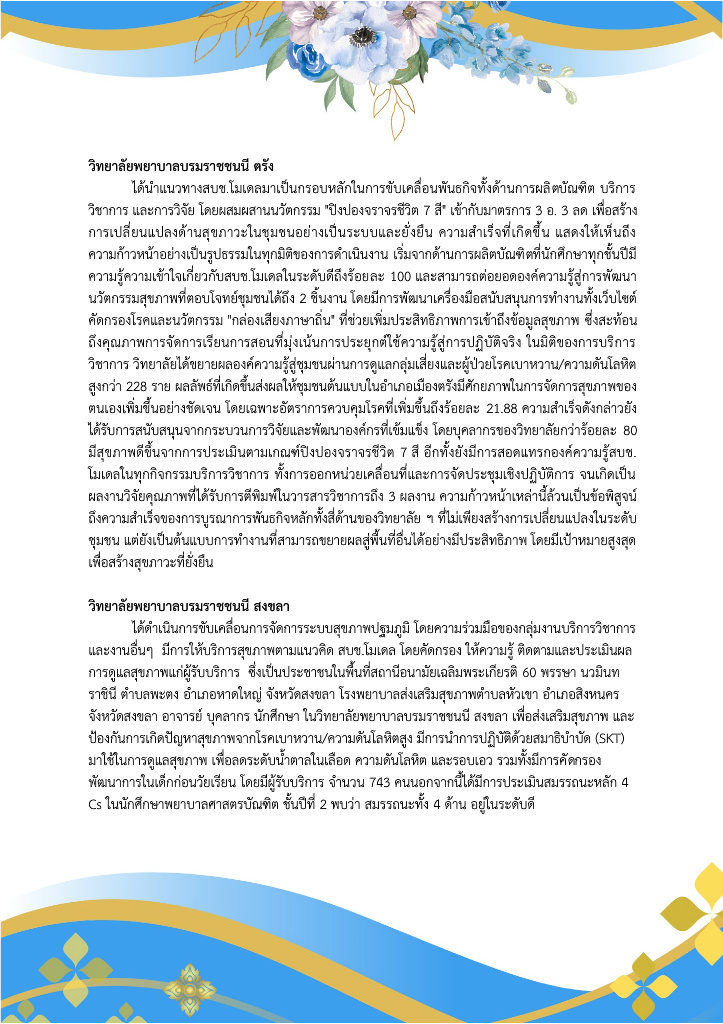 วิทยาลัยพยาบาลบรมราชชนนี ตรัง
ได้นำแนวทางสบช.โมเดลมาเป็นกรอบหลักในการขับเคลื่อนพันธกิจทั้งด้านการผลิตบัณฑิต บริการ
วิชาการ และการวิจัย โดยผสมผสานนวัตกรรม "ปิงปองจราจรชีวิต 7 สี" เข้ากับมาตรการ 3 อ. 3 ลด เพื่อสร้าง
การเปลี่ยนแปลงด้านสุขภาวะในชุมชนอย่างเป็นระบบและยั่งยืน ความสำเร็จที่เกิดขึ้น แสดงให้เห็นถึง
ความก้าวหน้าอย่างเป็นรูปธรรมในทุกมิติของการดำเนินงาน เริ่มจากด้านการผลิตบัณฑิตที่นักศึกษาทุกชั้นปีมี
ความรู้ความเข้าใจเกี่ยวกับสบช.โมเดลในระดับดีถึงร้อยละ 100 และสามารถต่อยอดองค์ความรู้สู่การพัฒนา
นวัตกรรมสุขภาพที่ตอบโจทย์ชุมชนได้ถึง 2 ชิ้นงาน โดยมีการพัฒนาเครื่องมือสนับสนุนการทำงานทั้งเว็บไซต์
คัดกรองโรคและนวัตกรรม "กล่องเสียงภาษาถิ่น" ที่ช่วยเพิ่มประสิทธิภาพการเข้าถึงข้อมูลสุขภาพ ซึ่งสะท้อน
ถึงคุณภาพการจัดการเรียนการสอนที่มุ่งเน้นการประยุกต์ใช้ความรู้สู่การปฏิบัติจริง ในมิติของการบริการ
วิชาการ วิทยาลัยได้ขยายผลองค์ความรู้สู่ชุมชนผ่านการดูแลกลุ่มเสี่ยงและผู้ป่วยโรคเบาหวาน/ความดันโลหิต
สูงกว่า 228 ราย ผลลัพธ์ที่เกิดขึ้นส่งผลให้ชุมชนต้นแบบในอำเภอเมืองตรังมีศักยภาพในการจัดการสุขภาพของ
ตนเองเพิ่มขึ้นอย่างชัดเจน โดยเฉพาะอัตราการควบคุมโรคที่เพิ่มขึ้นถึงร้อยละ 21.88 ความสำเร็จดังกล่าวยัง
ได้รับการสนับสนุนจากกระบวนการวิจัยและพัฒนาองค์กรที่เข้มแข็ง โดยบุคลากรของวิทยาลัยกว่าร้อยละ 80
มีสุขภาพดีขึ้นจากการประเมินตามเกณฑ์ปิงปองจราจรชีวิต 7 สี อีกทั้งยังมีการสอดแทรกองค์ความรู้สบช.
โมเดลในทุกกิจกรรมบริการวิชาการ ทั้งการออกหน่วยเคลื่อนที่และการจัดประชุมเชิงปฏิบัติการ จนเกิดเป็น
ผลงานวิจัยคุณภาพที่ได้รับการตีพิมพ์ในวารสารวิชาการถึง 3 ผลงาน ความก้าวหน้าเหล่านี้ล้วนเป็นข้อพิสูจน์
ถึงความสำเร็จของการบูรณาการพันธกิจหลักทั้งสี่ด้านของวิทยาลัย ฯ ที่ไม่เพียงสร้างการเปลี่ยนแปลงในระดับ
ชุมชน แต่ยังเป็นต้นแบบการทำงานที่สามารถขยายผลสู่พื้นที่อื่นได้อย่างมีประสิทธิภาพ โดยมีเป้าหมายสูงสุด
เพื่อสร้างสุขภาวะที่ยั่งยืน
วิทยาลัยพยาบาลบรมราชชนนี สงขลา
ได้ดำเนินการขับเคลื่อนการจัดการระบบสุขภาพปฐมภูมิ โดยความร่วมมือของกลุ่มงานบริการวิชาการ
และงานอื่นๆ มีการให้บริการสุขภาพตามแนวคิด สบช.โมเดล โดยคัดกรอง ให้ความรู้ ติดตามและประเมินผล
การดูแลสุขภาพแก่ผู้รับบริการ ซึ่งเป็นประชาชนในพื้นที่สถานีอนามัยเฉลิมพระเกียรติ 60 พรรษา นวมินท
ราชินี ตำบลพะตง อำเภอหาดใหญ่ จังหวัดสงขลา โรงพยาบาลส่งเสริมสุขภาพตำบลหัวเขา อำเภอสิงหนคร
จังหวัดสงขลา อาจารย์ บุคลากร นักศึกษา ในวิทยาลัยพยาบาลบรมราชชนนี สงขลา เพื่อส่งเสริมสุขภาพ และ
ป้องกันการเกิดปัญหาสุขภาพจากโรคเบาหวาน/ความดันโลหิตสูง มีการนำการปฏิบัติด้วยสมาธิบำบัด (SKT)
มาใช้ในการดูแลสุขภาพ เพื่อลดระดับน้ำตาลในเลือด ความดันโลหิต และรอบเอว รวมทั้งมีการคัดกรอง
พัฒนาการในเด็กก่อนวัยเรียน โดยมีผู้รับบริการ จำนวน 743 คนนอกจากนี้ได้มีการประเมินสมรรถนะหลัก 4
Cs ในนักศึกษาพยาบาลศาสตรบัณฑิต ชั้นปีที่ 2 พบว่า สมรรถนะทั้ง 4 ด้าน อยู่ในระดับดี